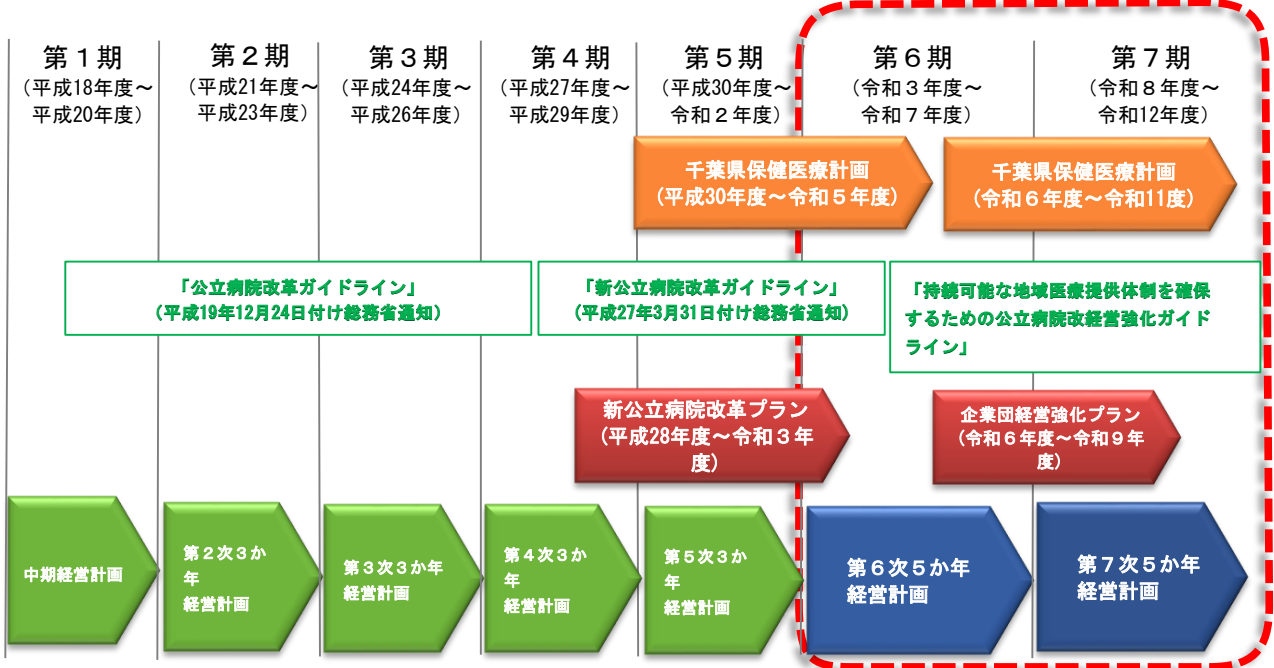 第１期
（平成18年度～
平成20年度）
第２期
（平成21年度～
平成23年度）
第３期
（平成24年度～
平成26年度）
第４期
（平成27年度～
平成29年度）
第５期
（平成30年度～
令和２年度）
第６期
（令和３年度～
令和７年度）
第７期
（令和８年度～
令和12年度）
千葉県保健医療計画
（平成30年度～令和５年度）
千葉県保健医療計画
（令和６年度～令和11度）
「公立病院改革ガイドライン」
（平成19年12月24日付け総務省通知）
「新公立病院改革ガイドライン」
（平成27年3月31日付け総務省通知）
「持続可能な地域医療提供体制を確保
するための公立病院改経営強化ガイド
ライン」
新公立病院改革プラン
（平成28年度～令和３年
度）
企業団経営強化プラン
（令和６年度～令和９年
度）
中期経営計画
第２次３か
年
経営計画
第３次３か年
経営計画
第４次３か
年
経営計画
第５次３か
年
経営計画
第６次５か年
経営計画
第７次５か年
経営計画